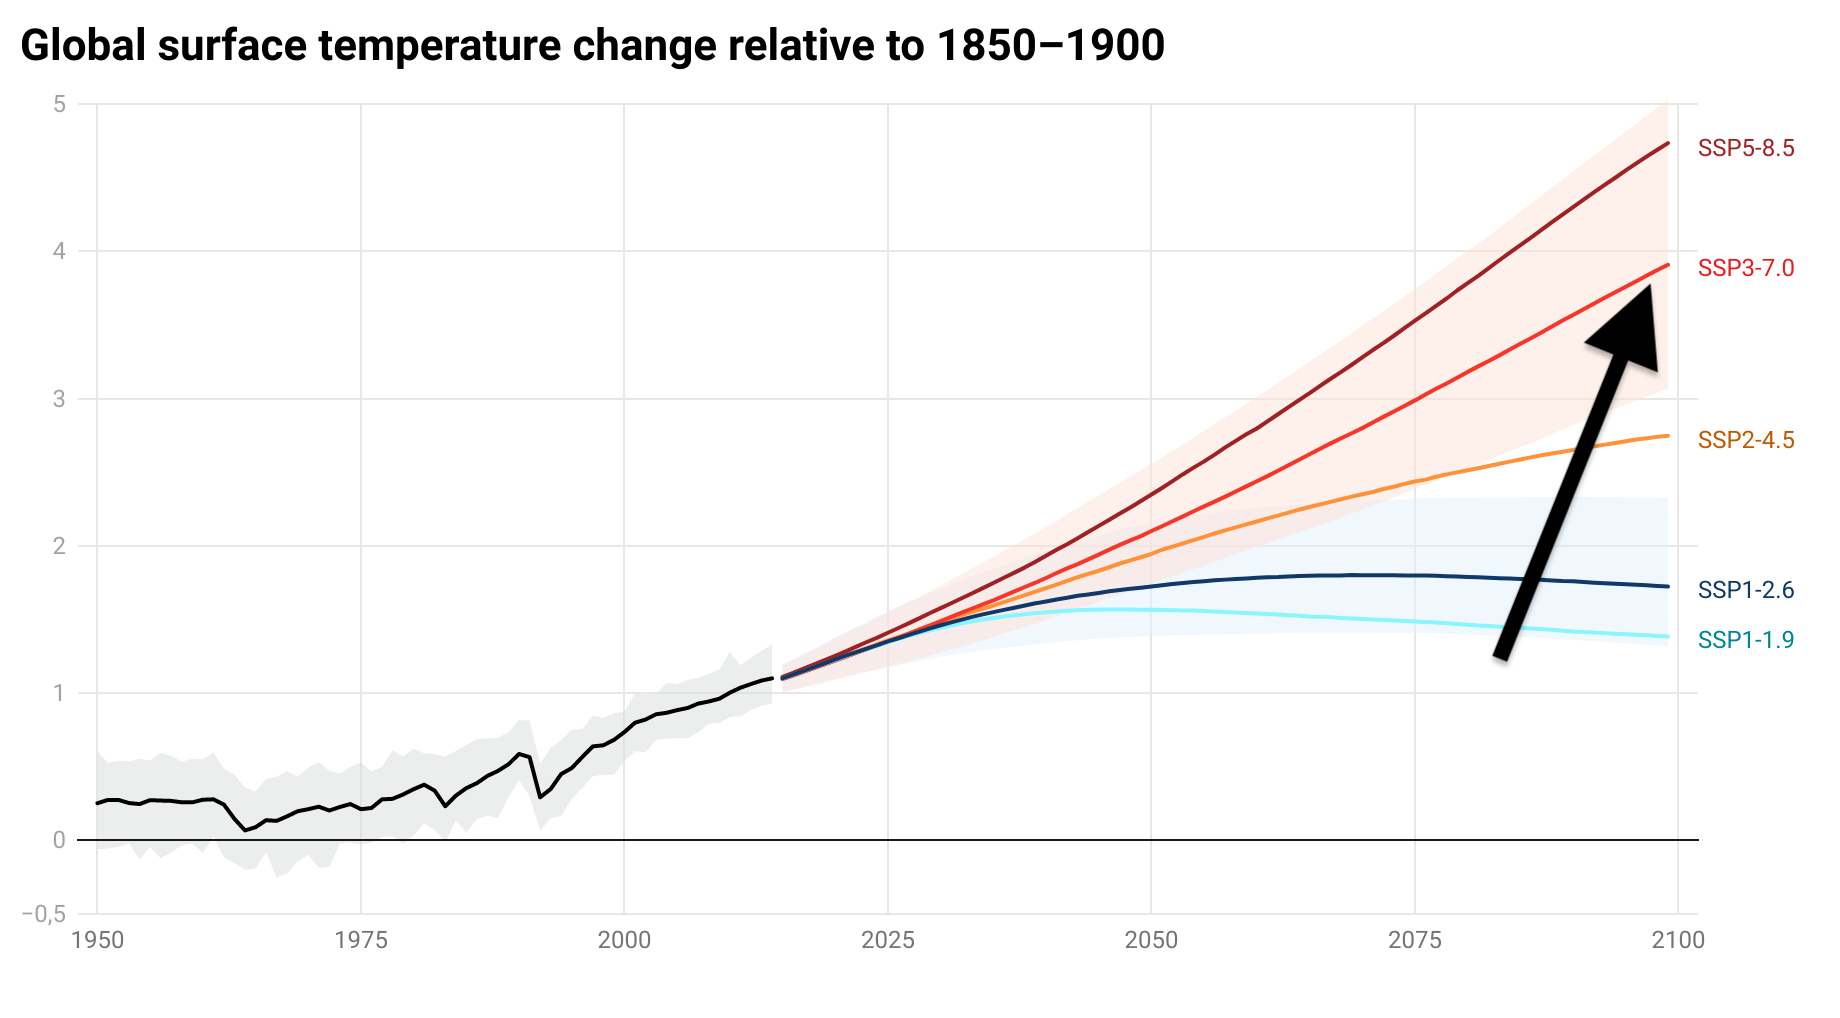 Global surface temperature change relative to 1850–1900
5
4
3
2
1
0
−0,5
1950 1975 2000 2025 2050 2075 2100
SSP5-8.5
SSP3-7.0
SSP2-4.5
SSP1-2.6
SSP1-1.9